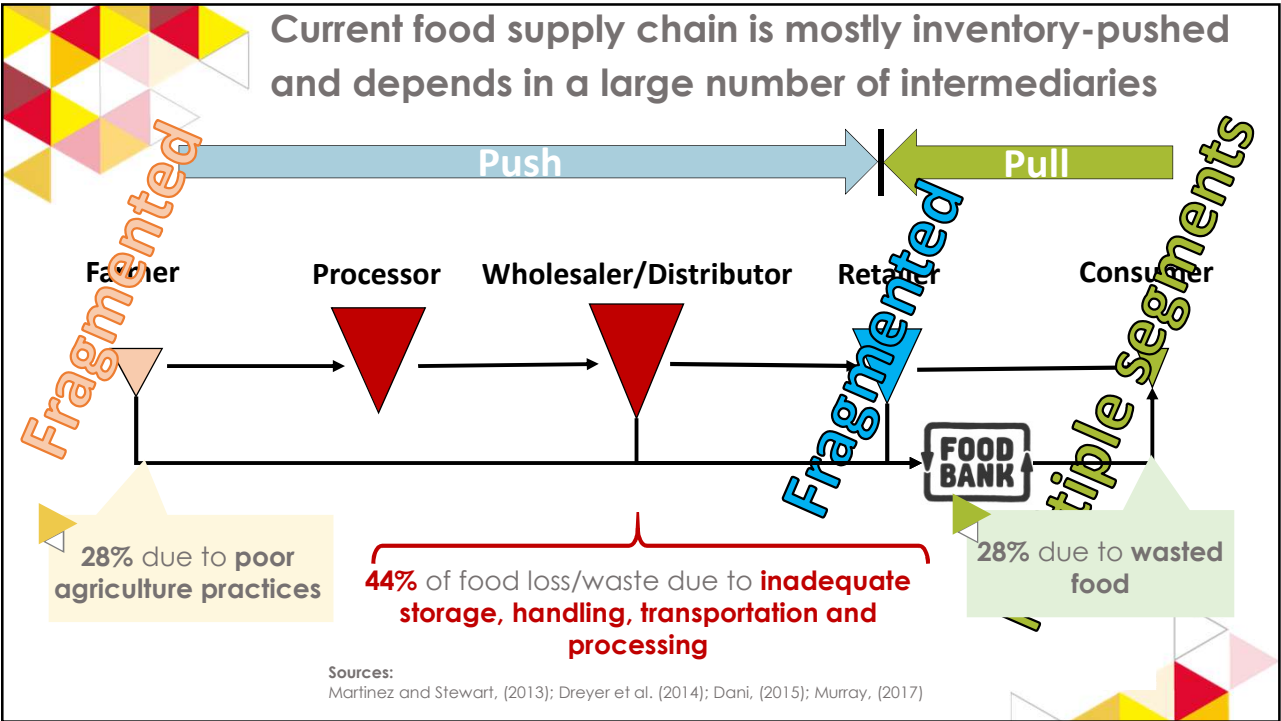 Current food supply chain is mostly inventory-pushed
and depends in a large number of intermediaries
Push
Pull
Fragmented
Farmer
Processor
Wholesaler/Distributor
Retailer
Fragmented
Consumer
segments
FOOD
BANK
28% due to poor
agriculture practices
44% of food loss/waste due to inadequate
storage, handling, transportation and
processing
28% due to wasted
food
Sources:
Martinez and Stewart, (2013); Dreyer et al. (2014); Dani, (2015); Murray, (2017)